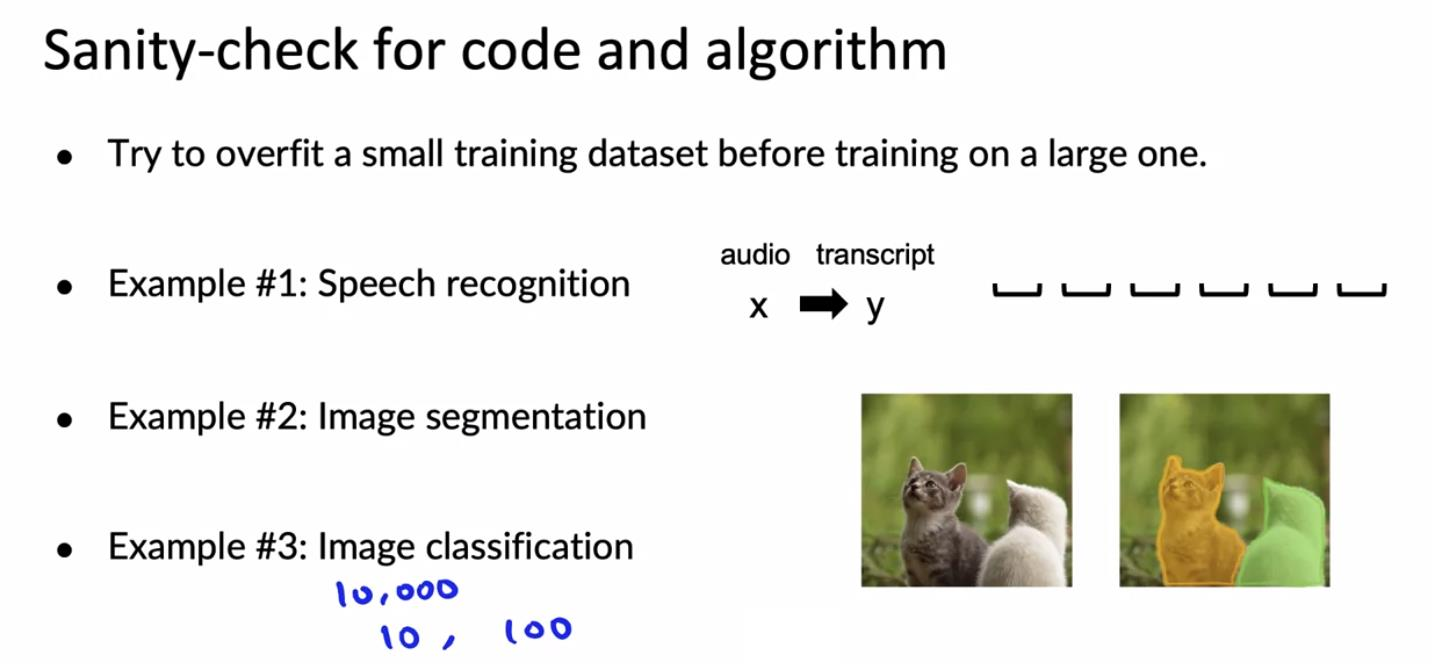 Sanity-check for code and algorithm
● Try to overfit a small training dataset before training on a large one.
audio transcript
● Example #1: Speech recognition
x → y
● Example #2: Image segmentation
● Example #3: Image classification
10,000
10, 100